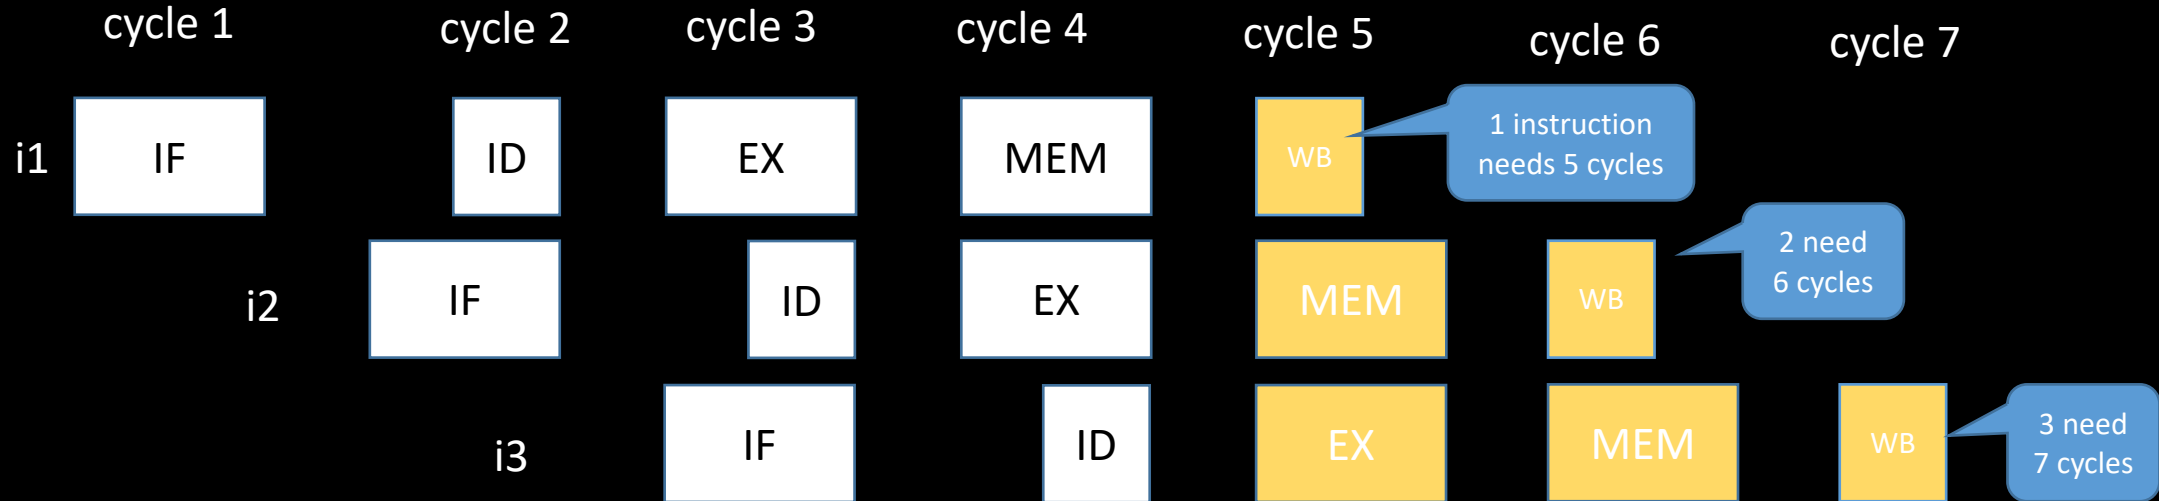 cycle 1 cycle 2 cycle 3 cycle 4 cycle 5 cycle 6 cycle 7
i1 IF ID EX MEM WB
1 instruction
needs 5 cycles
i2 IF ID EX MEM WB
2 need
6 cycles
i3 IF ID EX MEM WB
3 need
7 cycles